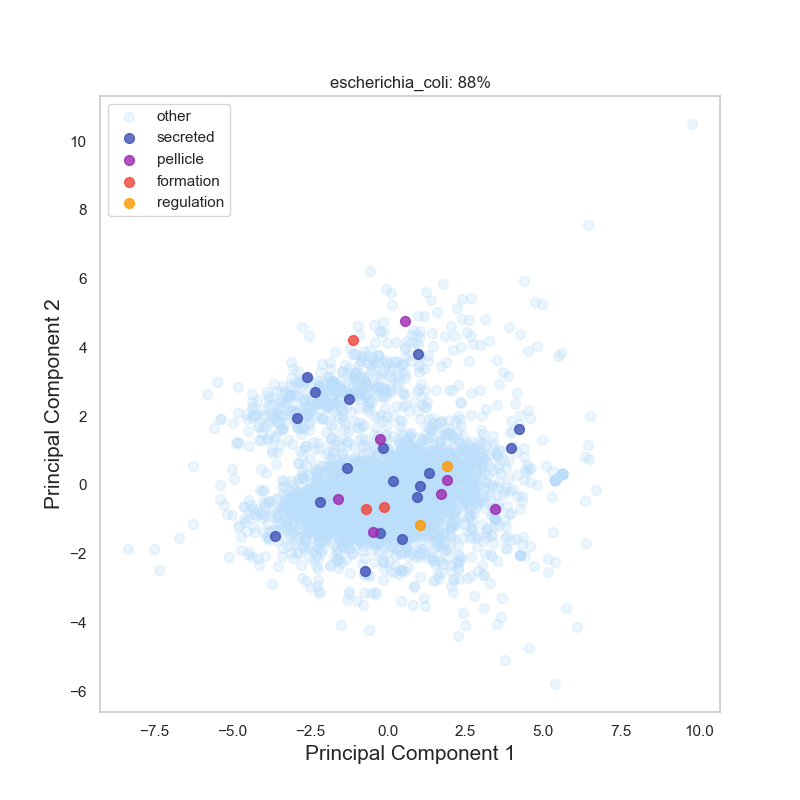 escherichia_coli: 88%
other
secreted
pellicle
formation
regulation
10
8
6
4
2
0
−2
−4
−6
Principal Component 2
−7.5 −5.0 −2.5 0.0 2.5 5.0 7.5 10.0
Principal Component 1